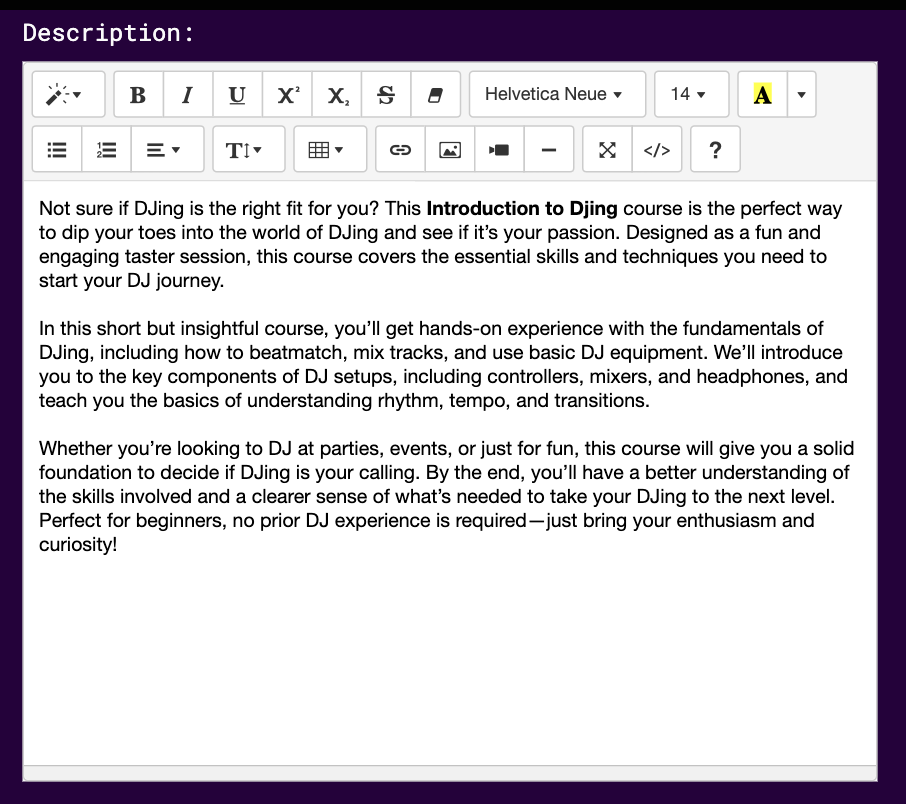 Description:
B I U X² X₂ S Helvetica Neue 14 A
T </> ?
Not sure if DJing is the right fit for you? This Introduction to Djing course is the perfect way
to dip your toes into the world of DJing and see if it’s your passion. Designed as a fun and
engaging taster session, this course covers the essential skills and techniques you need to
start your DJ journey.
In this short but insightful course, you’ll get hands-on experience with the fundamentals of
DJing, including how to beatmatch, mix tracks, and use basic DJ equipment. We’ll introduce
you to the key components of DJ setups, including controllers, mixers, and headphones, and
teach you the basics of understanding rhythm, tempo, and transitions.
Whether you’re looking to DJ at parties, events, or just for fun, this course will give you a solid
foundation to decide if DJing is your calling. By the end, you’ll have a better understanding of
the skills involved and a clearer sense of what’s needed to take your DJing to the next level.
Perfect for beginners, no prior DJ experience is required—just bring your enthusiasm and
curiosity!